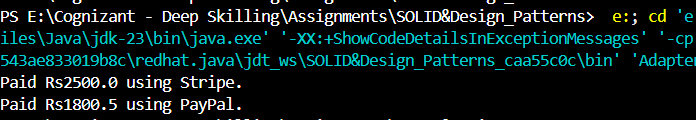 PS E:\Cognizant - Deep Skilling\Assignments\SOLID&Design_Patterns>  e:; cd 'e
iles\Java\jdk-23\bin\java.exe' '-XX:+ShowCodeDetailsInExceptionMessages' '-cp
543ae833019b8c\redhat.java\jdt_ws\SOLID&Design_Patterns_caa55c0c\bin' 'Adapte
Paid Rs2500.0 using Stripe.
Paid Rs1800.5 using PayPal.